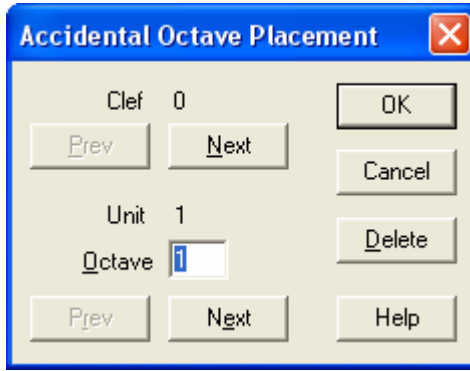 Accidental Octave Placement
Clef 0
Prev Next
Unit 1
Octave 1
Prev Next
OK
Cancel
Delete
Help